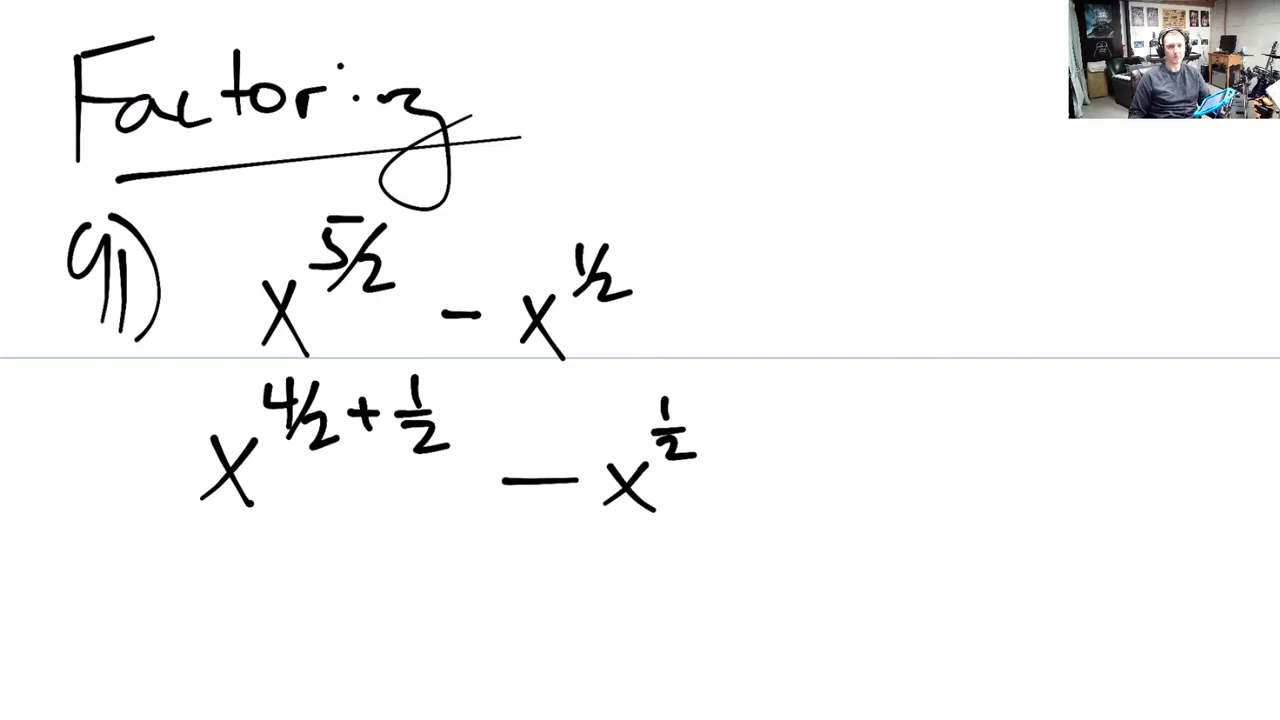 Factoring
91) x^{5/2} - x^{1/2}
x^{4/2 + 1/2} - x^{1/2}